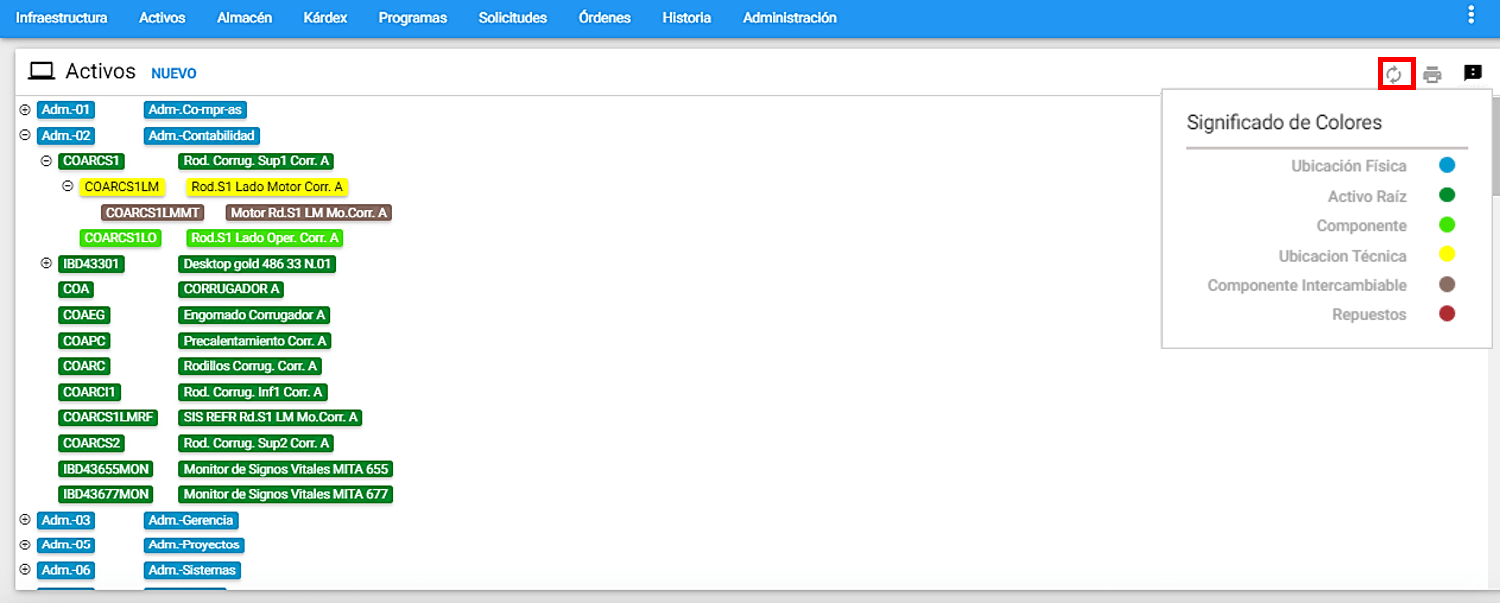 Infraestructura Activos Almacén Kárdex Programas Solicitudes Órdenes Historia Administración
Activos NUEVO
Adm.-01 Adm-.Co-mpr-as
Adm.-02 Adm.-Contabilidad
COARCS1 Rod. Corrug. Sup1 Corr. A
COARCS1LM Rod.S1 Lado Motor Corr. A
COARCS1LMMT Motor Rd.S1 LM Mo.Corr. A
COARCS1LO Rod.S1 Lado Oper. Corr. A
IBD43301 Desktop gold 486 33 N.01
COA CORRUGADOR A
COAEG Engomado Corrugador A
COAPC Precalentamiento Corr. A
COARC Rodillos Corrug. Corr. A
COARCI1 Rod. Corrug. Inf1 Corr. A
COARCS1LMRF SIS REFR Rd.S1 LM Mo.Corr. A
COARCS2 Rod. Corrug. Sup2 Corr. A
IBD43655MON Monitor de Signos Vitales MITA 655
IBD43677MON Monitor de Signos Vitales MITA 677
Adm.-03 Adm.-Gerencia
Adm.-05 Adm.-Proyectos
Adm.-06 Adm.-Sistemas
Significado de Colores
Ubicación Física
Activo Raíz
Componente
Ubicacion Técnica
Componente Intercambiable
Repuestos